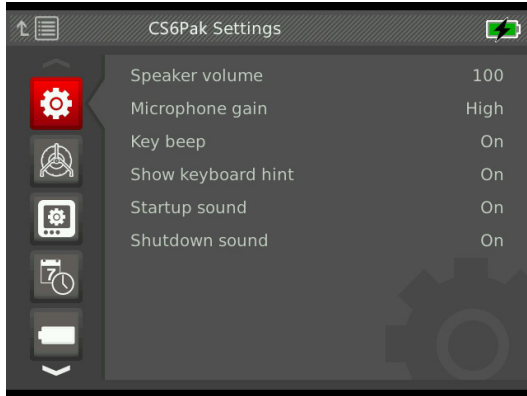 CS6Pak Settings
Speaker volume 100
Microphone gain High
Key beep On
Show keyboard hint On
Startup sound On
Shutdown sound On
7